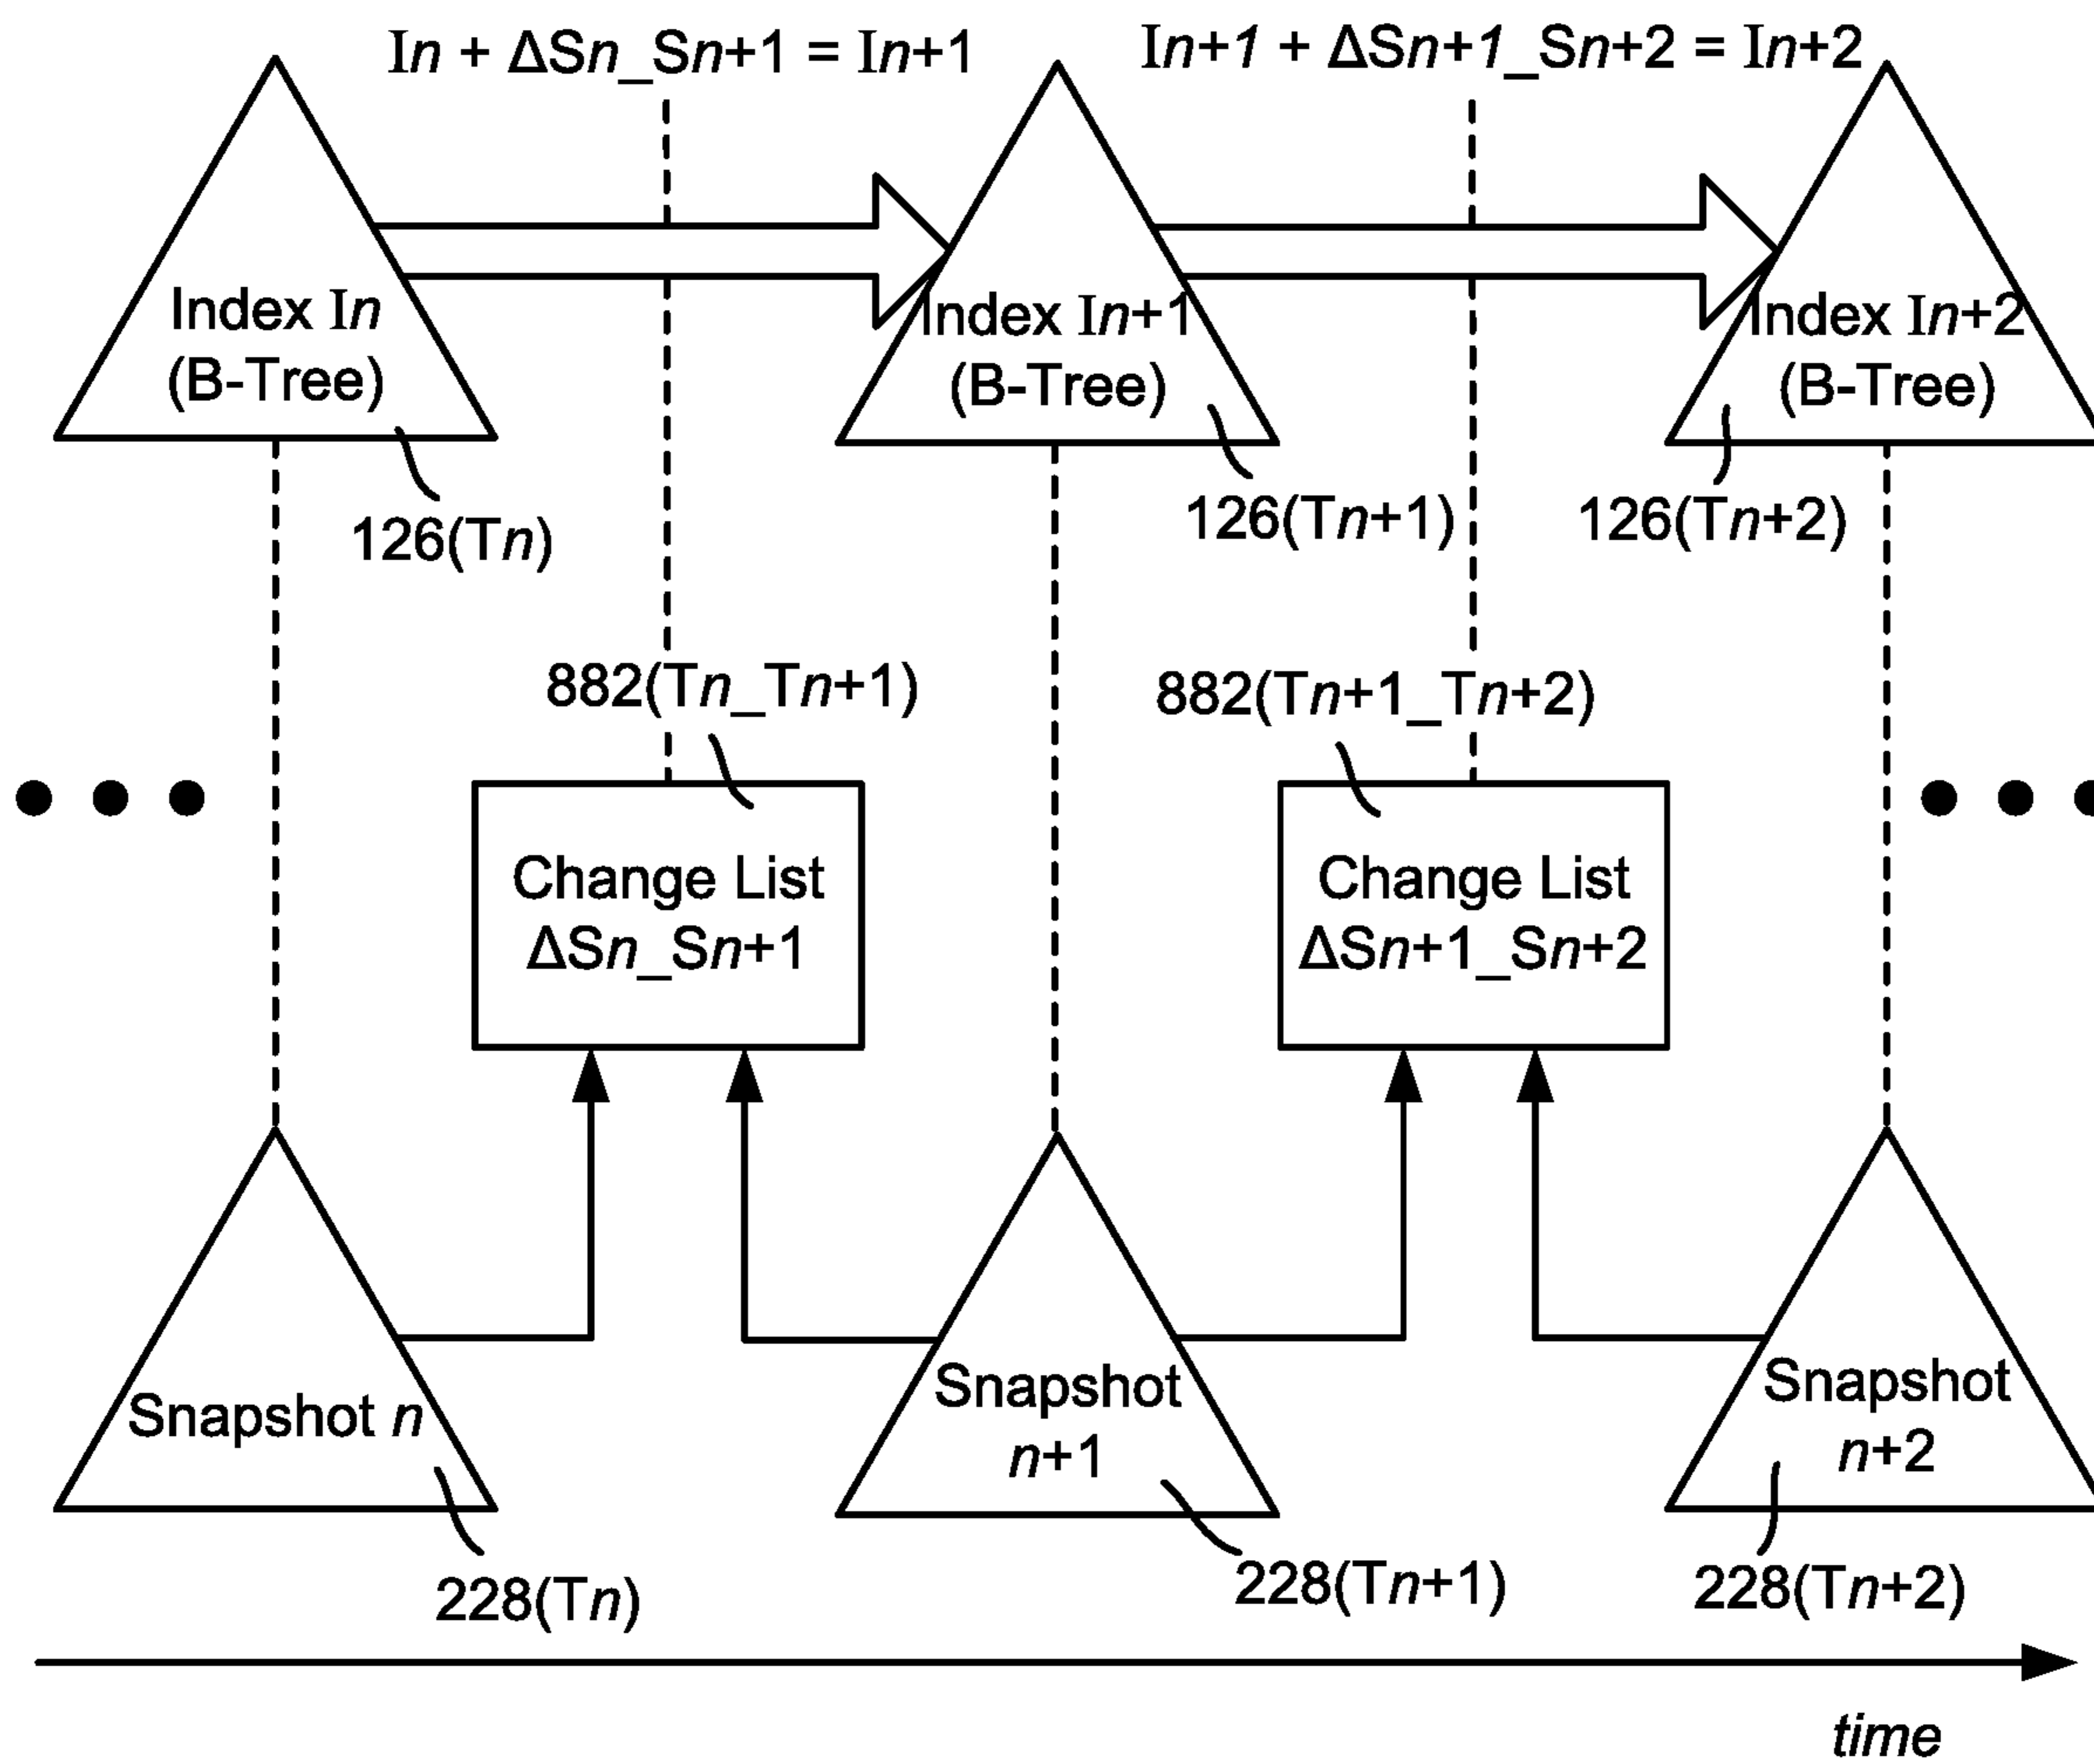 In + ΔSn_Sn+1 = In+1
In+1 + ΔSn+1_Sn+2 = In+2
Index In
(B-Tree)
Index In+1
(B-Tree)
Index In+2
(B-Tree)
126(Tn)
126(Tn+1)
126(Tn+2)
882(Tn_Tn+1)
882(Tn+1_Tn+2)
Change List
ΔSn_Sn+1
Change List
ΔSn+1_Sn+2
Snapshot n
Snapshot
n+1
Snapshot
n+2
228(Tn)
228(Tn+1)
228(Tn+2)
time